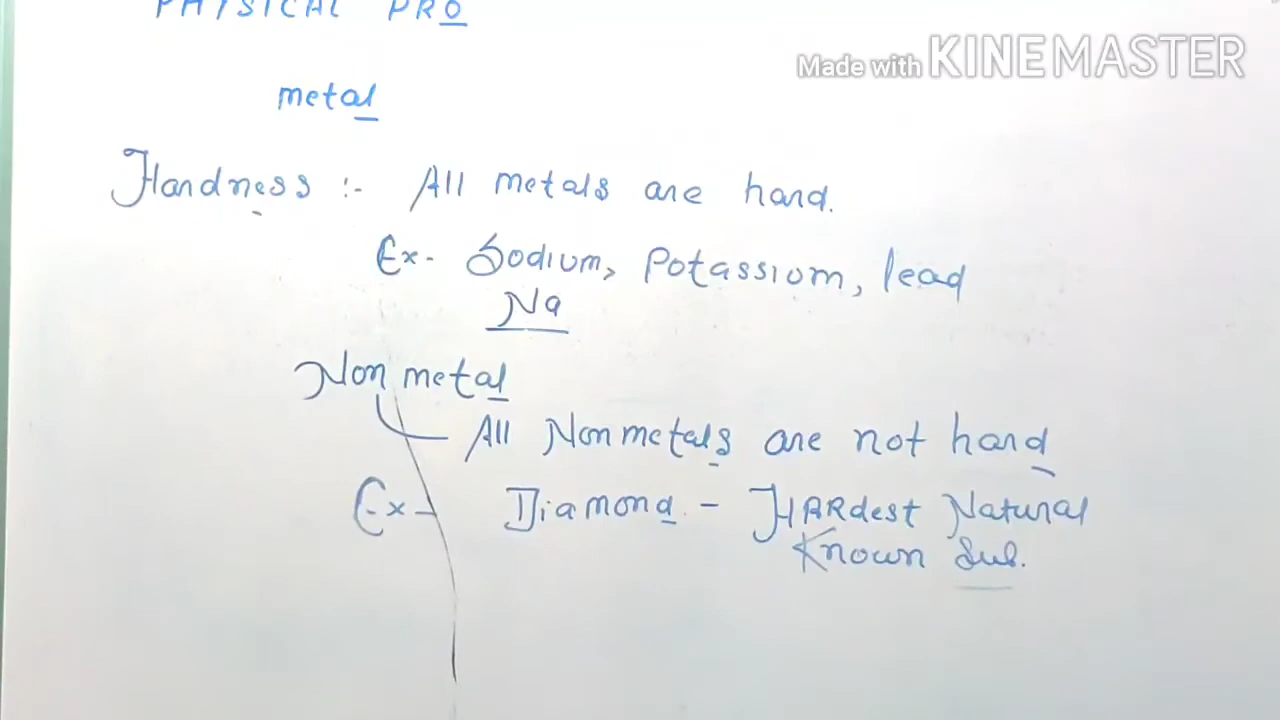 PHYSICAL PRO
Made with KINEMASTER
metal
Hardness :- All metals are hard.
Ex- Sodium, Potassium, lead
Na
Non metal
All Nonmetals are not hard
Ex- Diamond - HARdest Natural
Known Sub.